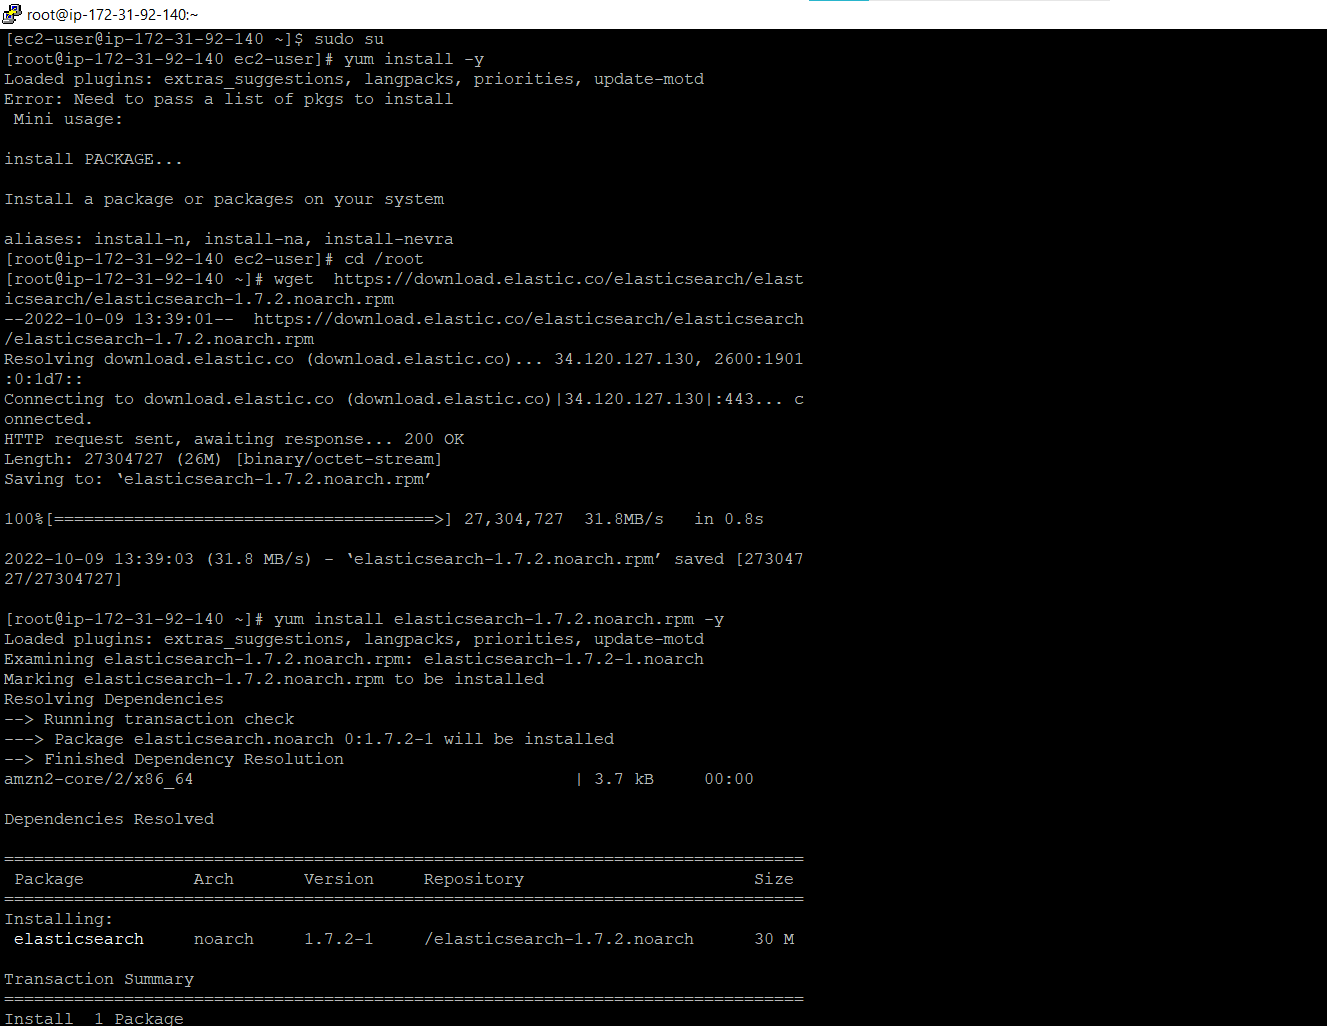 root@ip-172-31-92-140:~
[ec2-user@ip-172-31-92-140 ~]$ sudo su
[root@ip-172-31-92-140 ec2-user]# yum install -y
Loaded plugins: extras_suggestions, langpacks, priorities, update-motd
Error: Need to pass a list of pkgs to install
 Mini usage:
install PACKAGE...
Install a package or packages on your system
aliases: install-n, install-na, install-nevra
[root@ip-172-31-92-140 ec2-user]# cd /root
[root@ip-172-31-92-140 ~]# wget  https://download.elastic.co/elasticsearch/elast
icsearch/elasticsearch-1.7.2.noarch.rpm
--2022-10-09 13:39:01--  https://download.elastic.co/elasticsearch/elasticsearch
/elasticsearch-1.7.2.noarch.rpm
Resolving download.elastic.co (download.elastic.co)... 34.120.127.130, 2600:1901
:0:1d7::
Connecting to download.elastic.co (download.elastic.co)|34.120.127.130|:443... c
onnected.
HTTP request sent, awaiting response... 200 OK
Length: 27304727 (26M) [binary/octet-stream]
Saving to: ‘elasticsearch-1.7.2.noarch.rpm’
100%[======================================>] 27,304,727  31.8MB/s   in 0.8s
2022-10-09 13:39:03 (31.8 MB/s) - ‘elasticsearch-1.7.2.noarch.rpm’ saved [273047
27/27304727]
[root@ip-172-31-92-140 ~]# yum install elasticsearch-1.7.2.noarch.rpm -y
Loaded plugins: extras_suggestions, langpacks, priorities, update-motd
Examining elasticsearch-1.7.2.noarch.rpm: elasticsearch-1.7.2-1.noarch
Marking elasticsearch-1.7.2.noarch.rpm to be installed
Resolving Dependencies
--> Running transaction check
---> Package elasticsearch.noarch 0:1.7.2-1 will be installed
--> Finished Dependency Resolution
amzn2-core/2/x86_64                                      | 3.7 kB     00:00
Dependencies Resolved
================================================================================
 Package           Arch       Version     Repository                       Size
================================================================================
Installing:
 elasticsearch     noarch     1.7.2-1     /elasticsearch-1.7.2.noarch      30 M
Transaction Summary
================================================================================
Install  1 Package